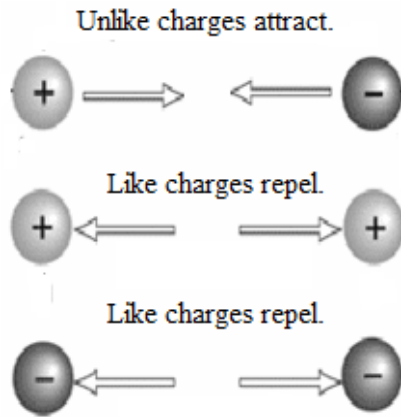 Unlike charges attract.
+ -
Like charges repel.
+ +
Like charges repel.
- -